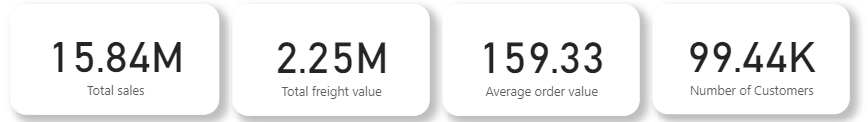 15.84M
Total sales
2.25M
Total freight value
159.33
Average order value
99.44K
Number of Customers